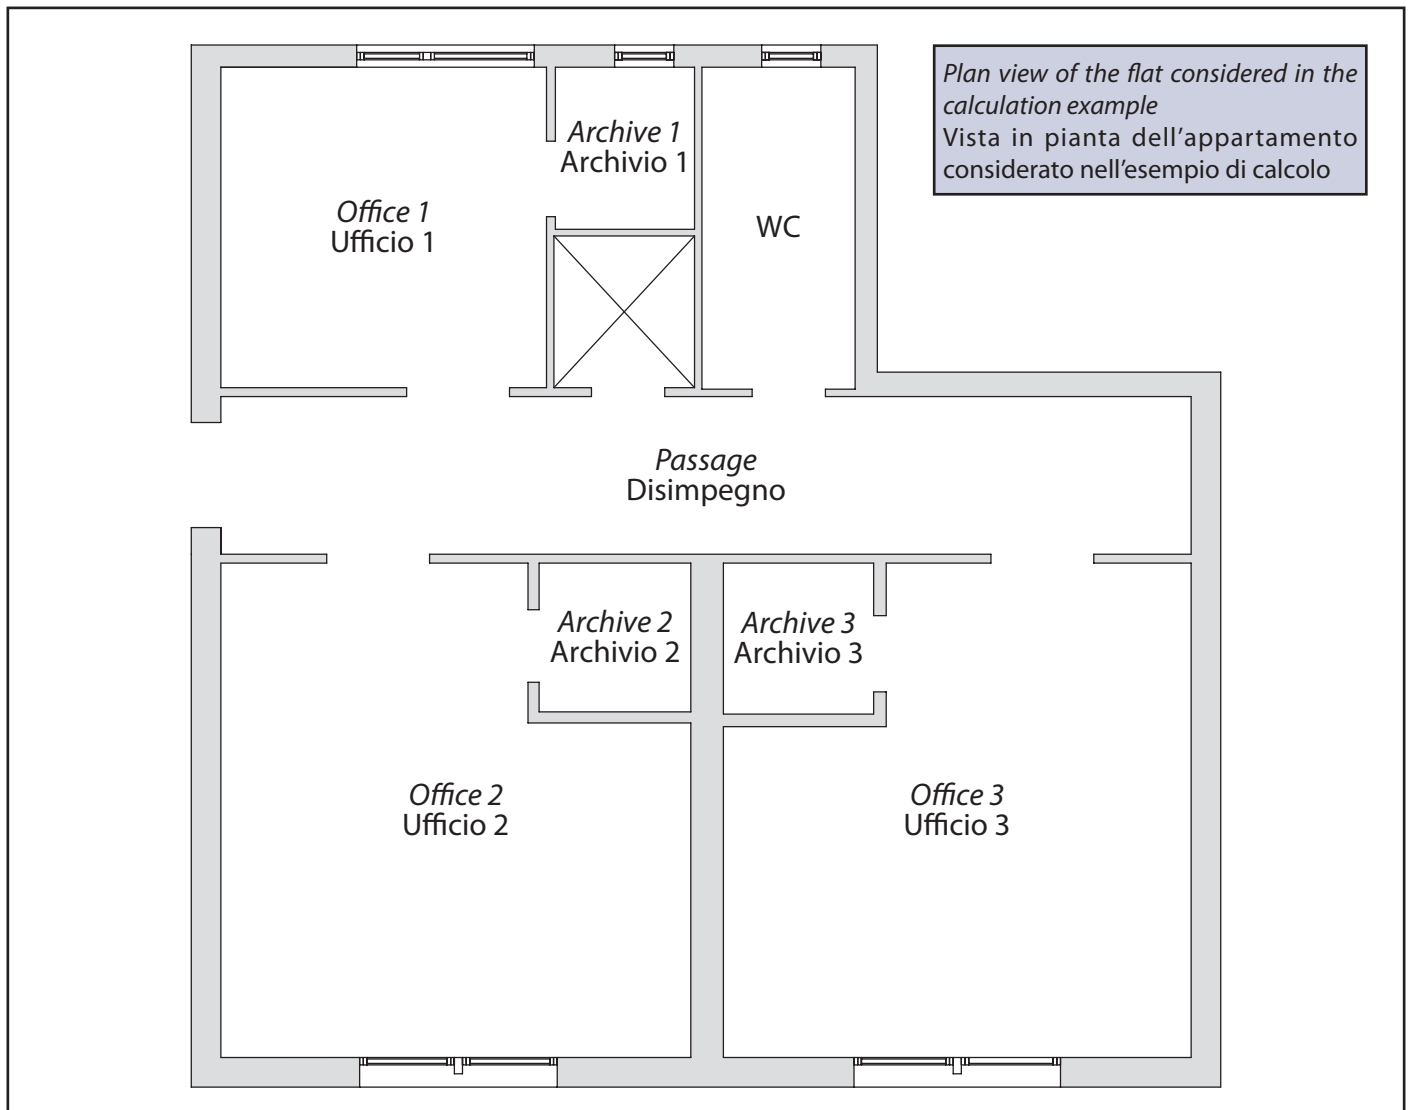 Plan view of the flat considered in the
calculation example
Vista in pianta dell'appartamento
considerato nell'esempio di calcolo
Archive 1
Archivio 1
Office 1
Ufficio 1
WC
Passage
Disimpegno
Archive 2
Archivio 2
Archive 3
Archivio 3
Office 2
Ufficio 2
Office 3
Ufficio 3